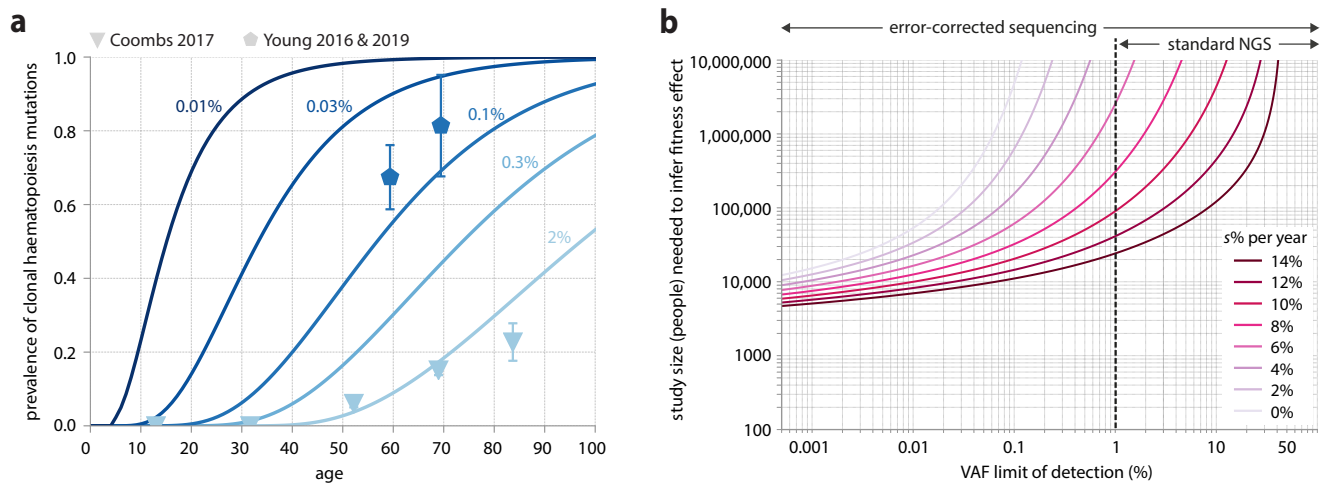 a
Coombs 2017
Young 2016 & 2019
prevalence of clonal haematopoiesis mutations
1.0
0.8
0.6
0.4
0.2
0.0
0.01%
0.03%
0.1%
0.3%
2%
0 10 20 30 40 50 60 70 80 90 100
age
b
error-corrected sequencing
standard NGS
study size (people) needed to infer fitness effect
10,000,000
1,000,000
100,000
10,000
1000
100
s% per year
14%
12%
10%
8%
6%
4%
2%
0%
0.001 0.01 0.1 1 10 50
VAF limit of detection (%)